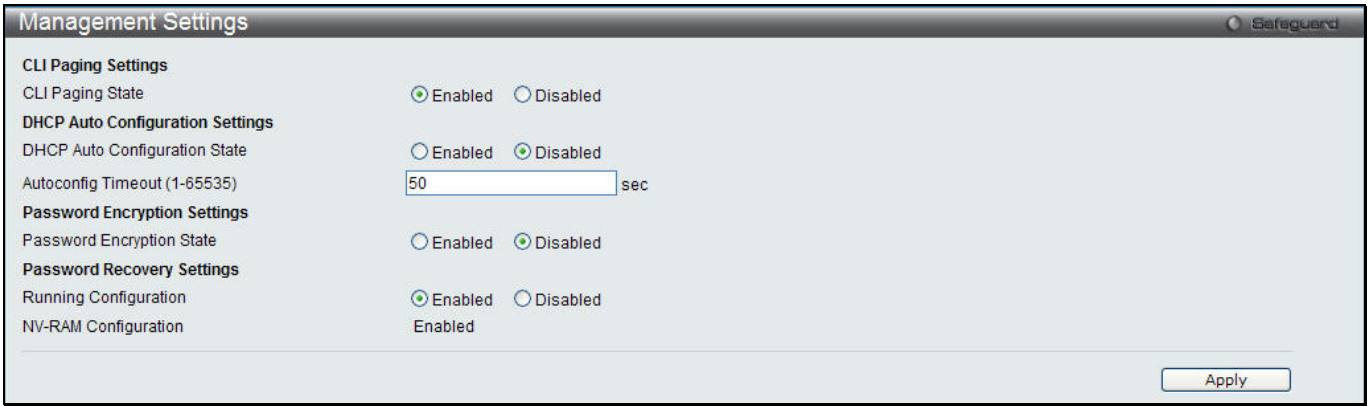 Management Settings
Safeguard
CLI Paging Settings
CLI Paging State Enabled Disabled
DHCP Auto Configuration Settings
DHCP Auto Configuration State Enabled Disabled
Autoconfig Timeout (1-65535) 50 sec
Password Encryption Settings
Password Encryption State Enabled Disabled
Password Recovery Settings
Running Configuration Enabled Disabled
NV-RAM Configuration Enabled
Apply